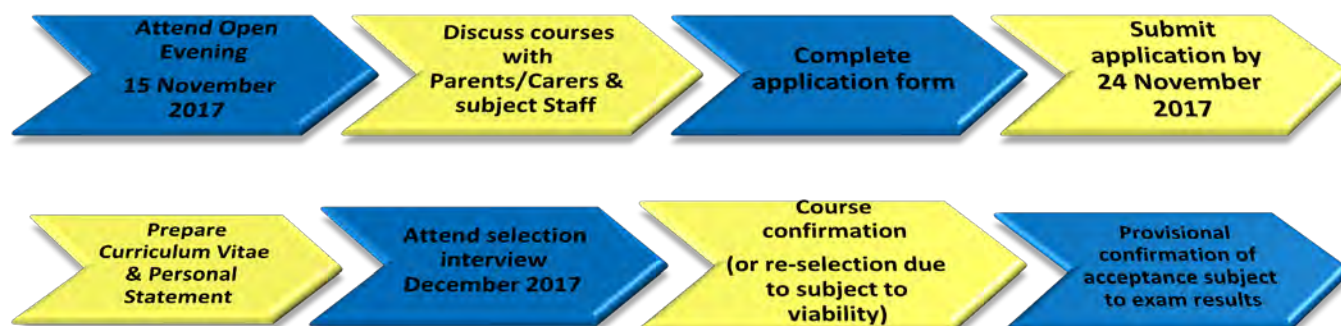 Attend Open
Evening
15 November
2017
Discuss courses
with
Parents/Carers &
subject Staff
Complete
application form
Submit
application by
24 November
2017
Prepare
Curriculum Vitae
& Personal
Statement
Attend selection
interview
December 2017
Course
confirmation
(or re-selection due
to subject to
viability)
Provisional
confirmation of
acceptance subject
to exam results